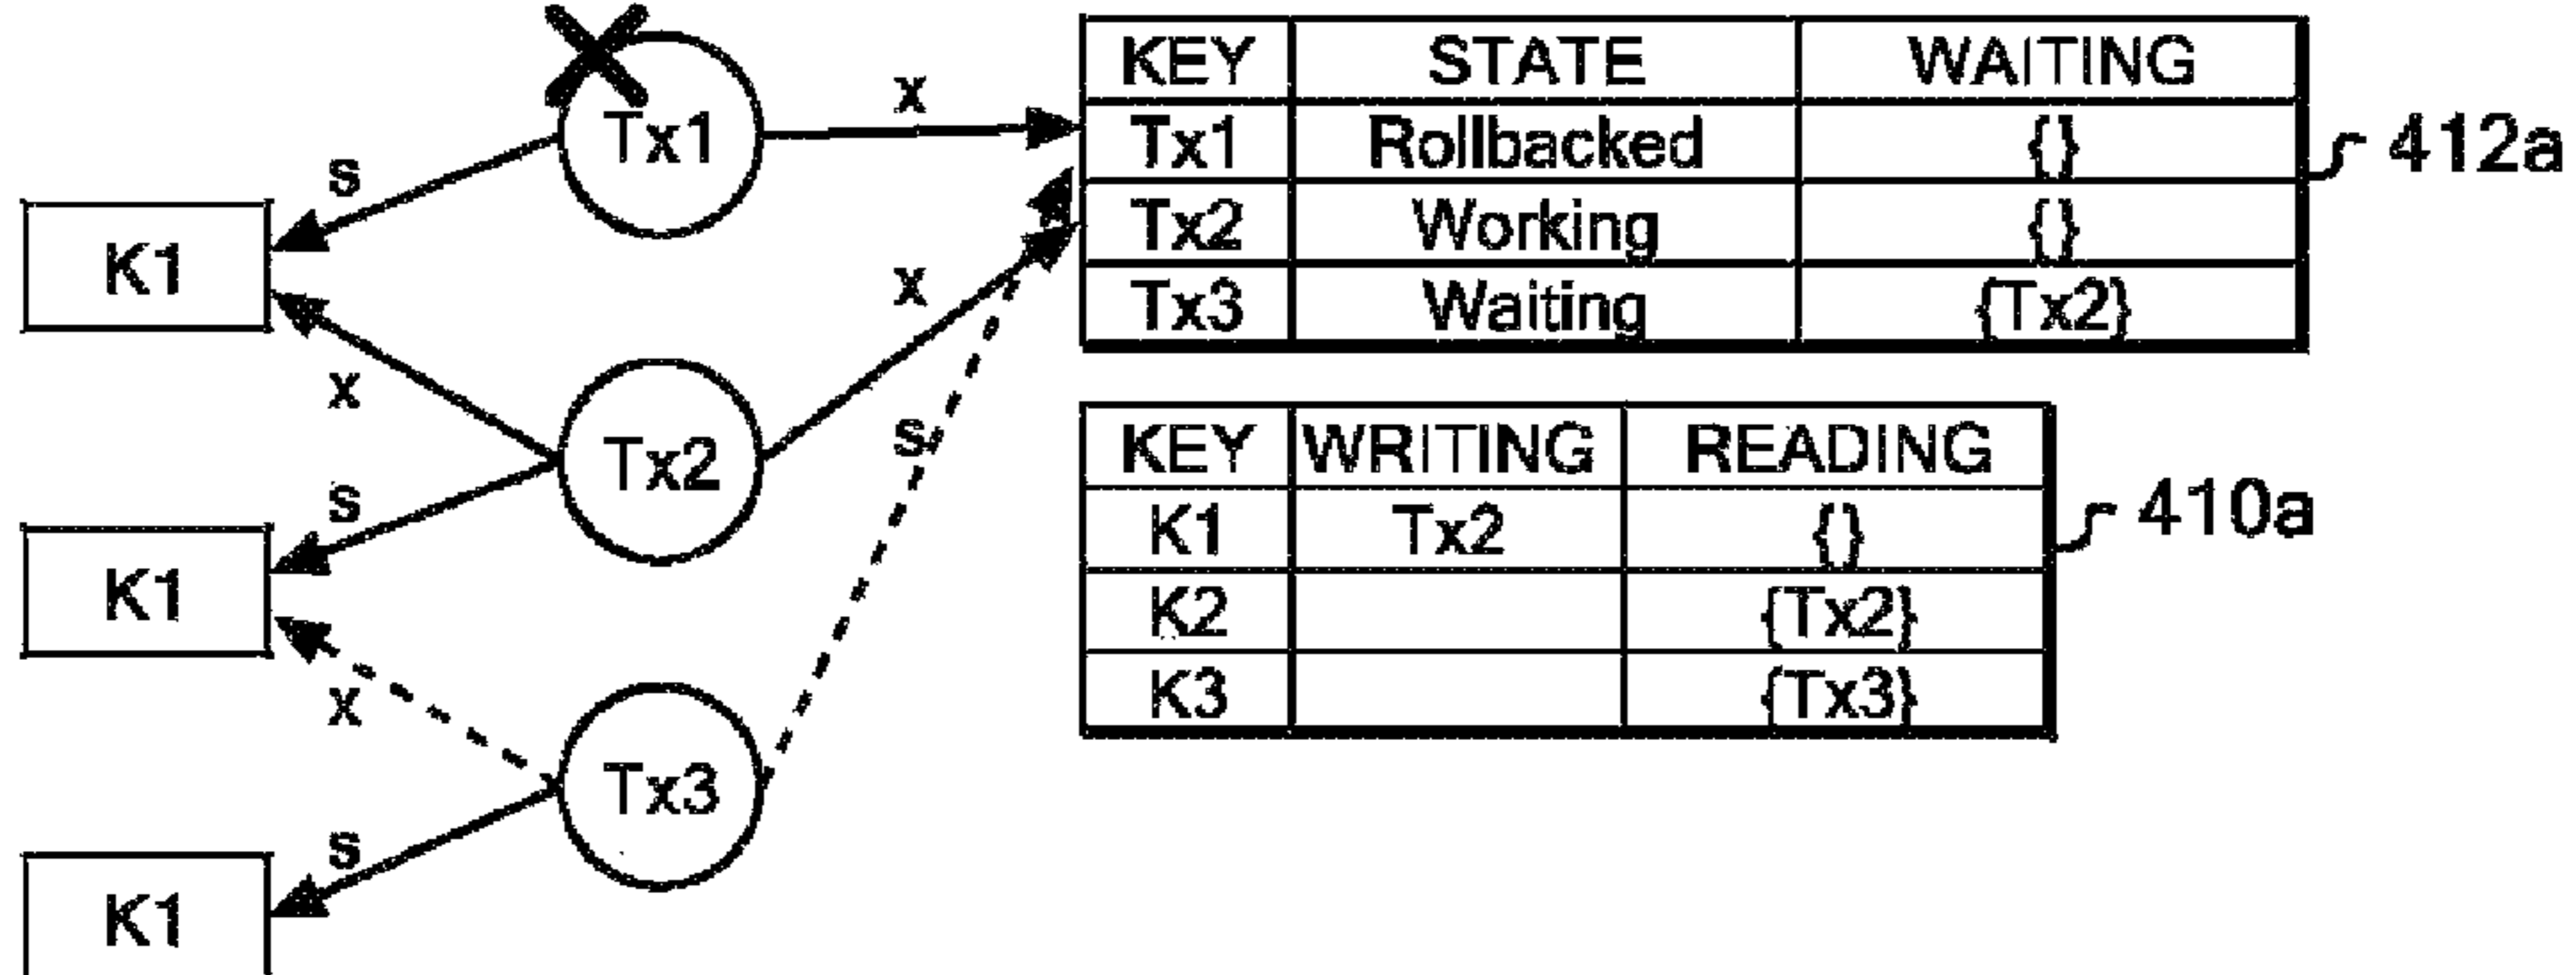 Tx1
x
s
K1
x
Tx2
x
s
K1
s
x
Tx3
s
K1
KEY STATE WAITING
Tx1 Rollbacked {}
Tx2 Working {}
Tx3 Waiting {Tx2}
412a
KEY WRITING READING
K1 Tx2 {}
K2 {Tx2}
K3 {Tx3}
410a